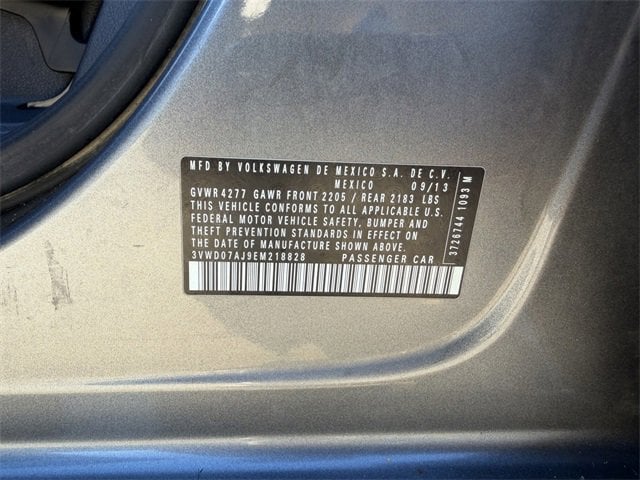 MFD BY VOLKSWAGEN DE MEXICO S.A. DE C.V.
MEXICO 09/13
GVWR 4277 GAWR FRONT 2205 / REAR 2183 LBS
THIS VEHICLE CONFORMS TO ALL APPLICABLE U.S.
FEDERAL MOTOR VEHICLE SAFETY, BUMPER AND
THEFT PREVENTION STANDARDS IN EFFECT ON THE
DATE OF MANUFACTURE SHOWN ABOVE.
3VWD07AJ9EM218828 PASSENGER CAR
3726744 1093 M